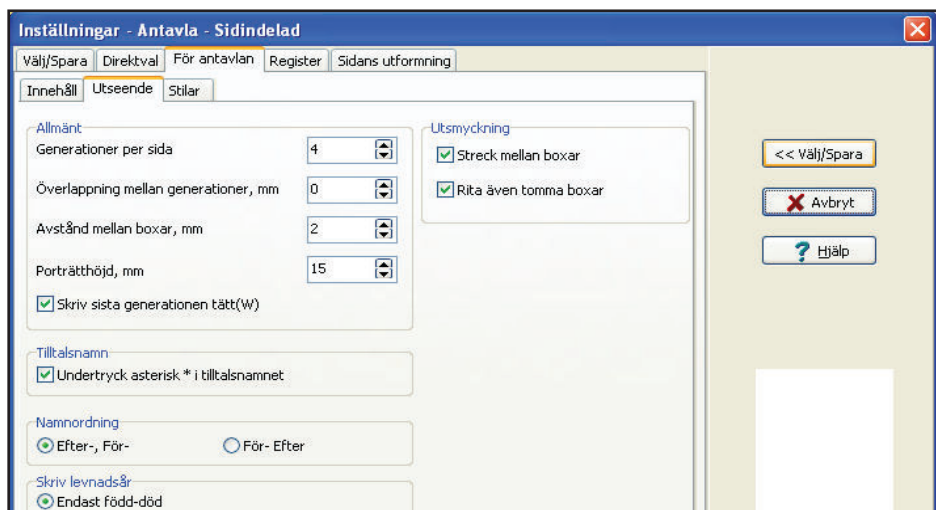 Inställningar - Antavla - Sidindelad
Välj/Spara Direktval För antavlan Register Sidans utformning
Innehåll Utseende Stilar
Allmänt
Generationer per sida 4
Överlappning mellan generationer, mm 0
Avstånd mellan boxar, mm 2
Porträtthöjd, mm 15
Skriv sista generationen tätt(W)
Tilltalsnamn
Undertryck asterisk * i tilltalsnamnet
Namnordning
Efter-, För- För- Efter
Skriv levnadsår
Endast född-död
Utsmyckning
Streck mellan boxar
Rita även tomma boxar
<< Välj/Spara
Avbryt
Hjälp